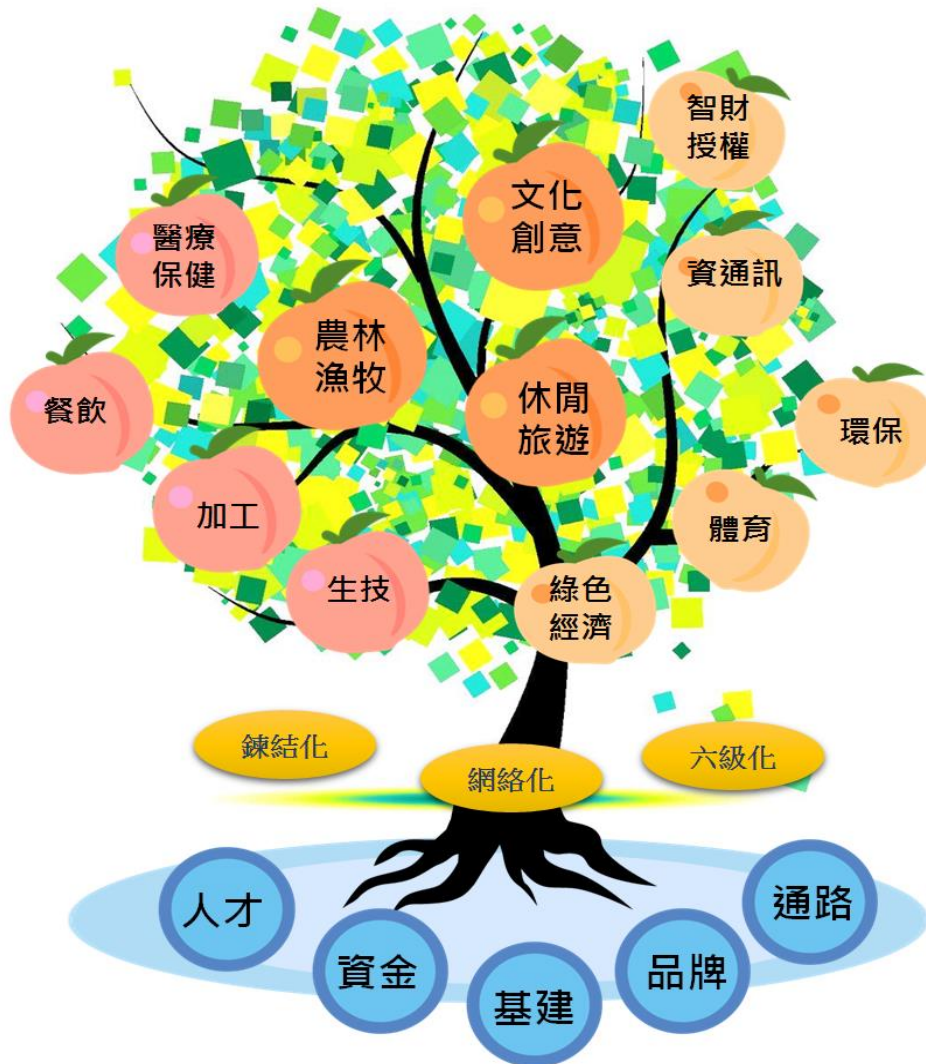 智財
授權
文化
創意
醫療
保健
資通訊
農林
漁牧
休閒
旅遊
餐飲
環保
加工
體育
生技
綠色
經濟
鍊結化
網絡化
六級化
人才
資金
基建
品牌
通路